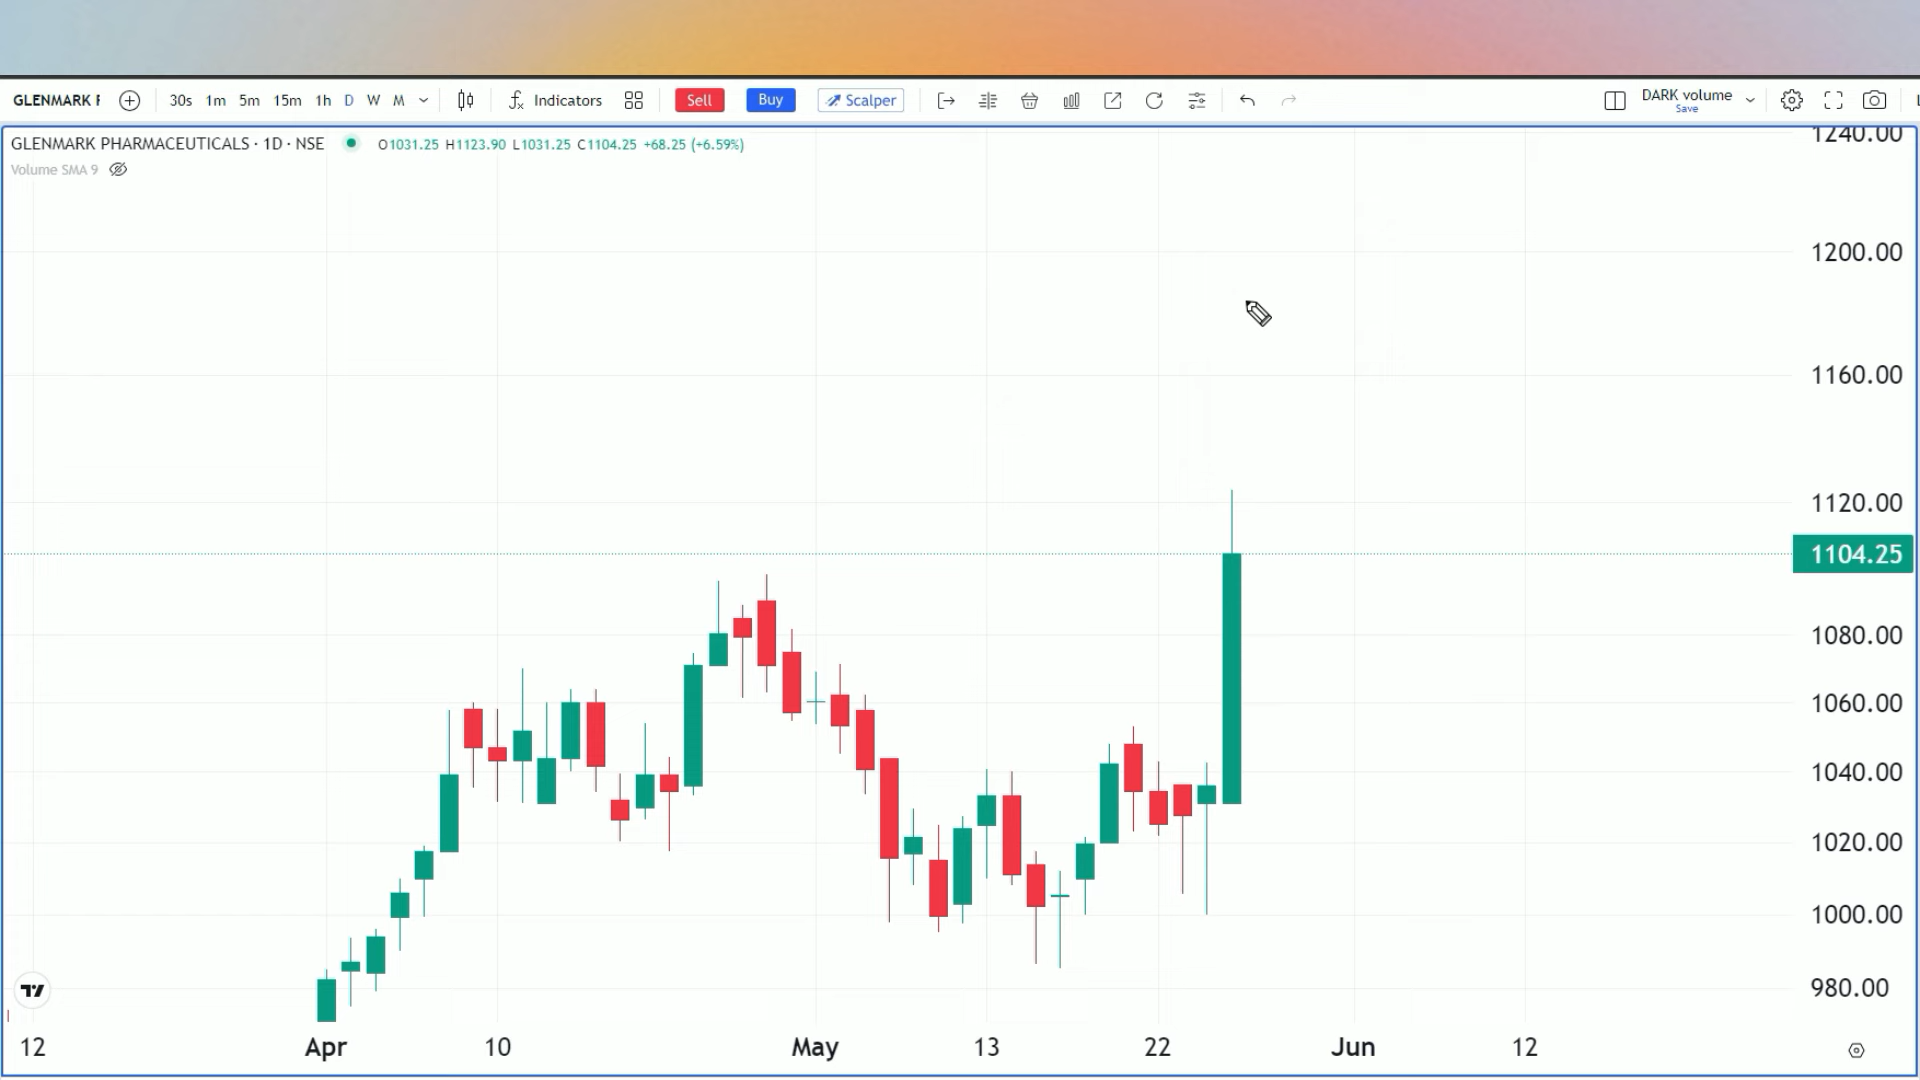 GLENMARK P 30s 1m 5m 15m 1h D W M Indicators Sell Buy Scalper DARK volume
Save
GLENMARK PHARMACEUTICALS · 1D · NSE O1031.25 H1123.90 L1031.25 C1104.25 +68.25 (+6.59%)
Volume SMA 9
1240.00
1200.00
1160.00
1120.00
1104.25
1080.00
1060.00
1040.00
1020.00
1000.00
980.00
12 Apr 10 May 13 22 Jun 12